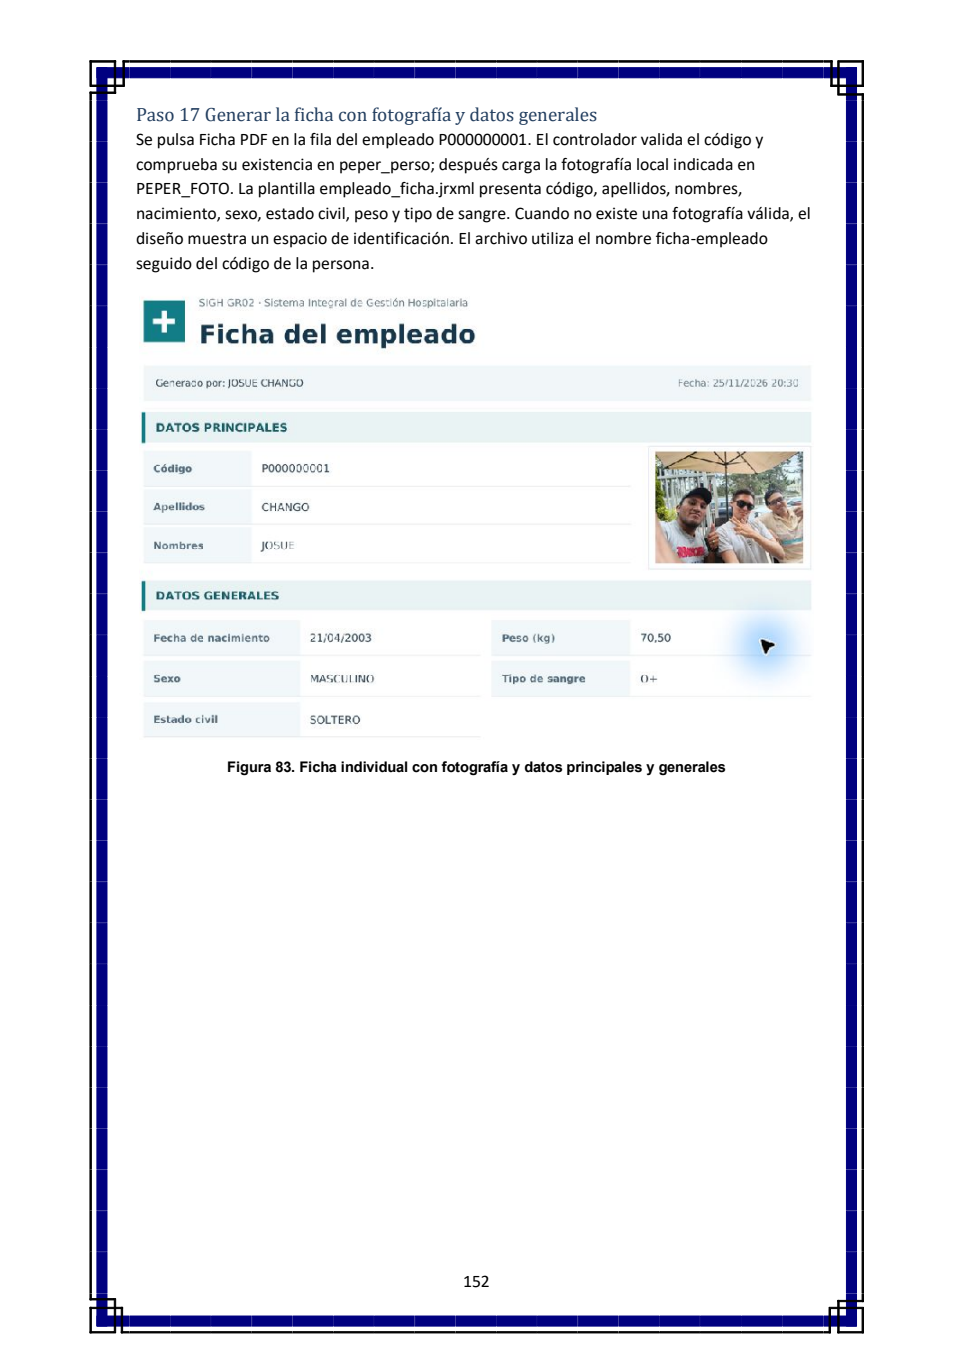 Paso 17 Generar la ficha con fotografía y datos generales
Se pulsa Ficha PDF en la fila del empleado P000000001. El controlador valida el código y
comprueba su existencia en peper_perso; después carga la fotografía local indicada en
PEPER_FOTO. La plantilla empleado_ficha.jrxml presenta código, apellidos, nombres,
nacimiento, sexo, estado civil, peso y tipo de sangre. Cuando no existe una fotografía válida, el
diseño muestra un espacio de identificación. El archivo utiliza el nombre ficha-empleado
seguido del código de la persona.
SIGH GR02 · Sistema Integral de Gestión Hospitalaria
Ficha del empleado
Generado por: JOSUE CHANGO Fecha: 25/11/2026 20:30
DATOS PRINCIPALES
Código P000000001
Apellidos CHANGO
Nombres JOSUE
DATOS GENERALES
Fecha de nacimiento 21/04/2003 Peso (kg) 70,50
Sexo MASCULINO Tipo de sangre O+
Estado civil SOLTERO
Figura 83. Ficha individual con fotografía y datos principales y generales
152